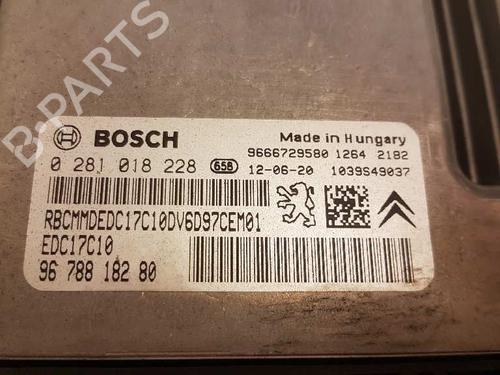 BOSCH
Made in Hungary
9666729580 1264 2182
0 281 018 228 658 12-06-20 1039S49037
RBCMMDEDC17C10DV6D97CEM01
EDC17C10
96 788 182 80
B-PARTS